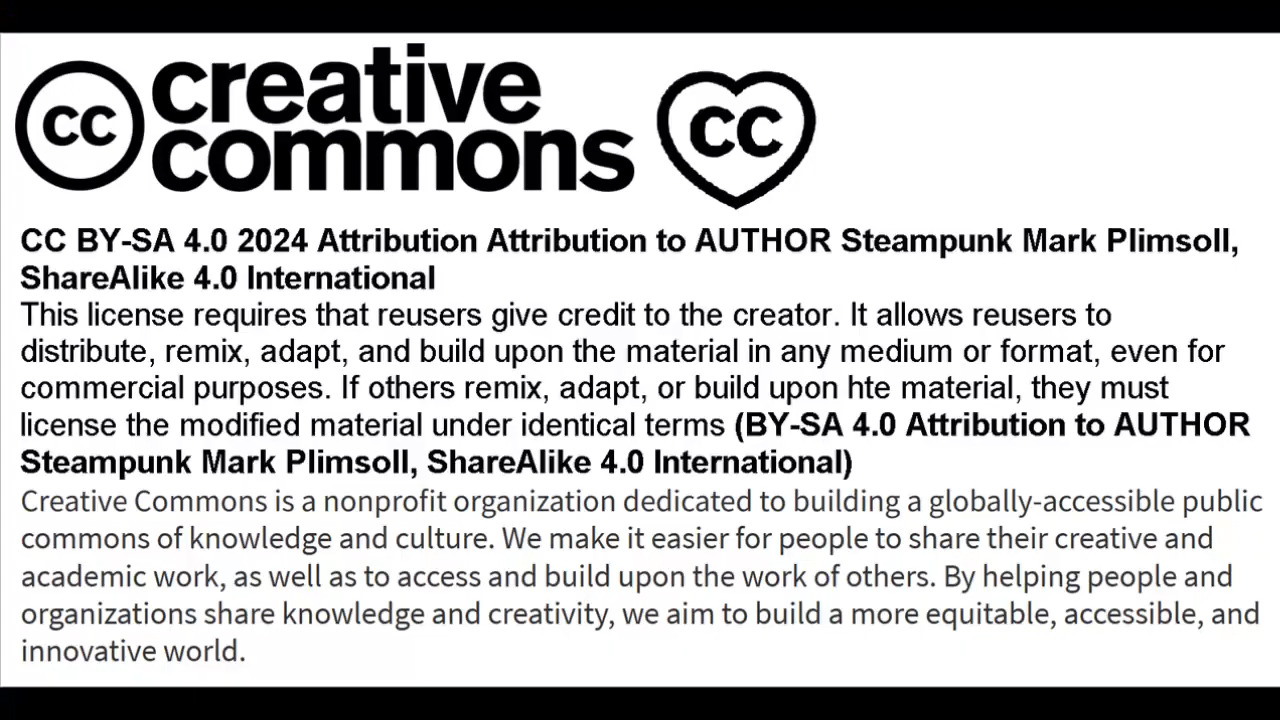 cc creative
commons
cc
CC BY-SA 4.0 2024 Attribution Attribution to AUTHOR Steampunk Mark Plimsoll,
ShareAlike 4.0 International
This license requires that reusers give credit to the creator. It allows reusers to
distribute, remix, adapt, and build upon the material in any medium or format, even for
commercial purposes. If others remix, adapt, or build upon hte material, they must
license the modified material under identical terms (BY-SA 4.0 Attribution to AUTHOR
Steampunk Mark Plimsoll, ShareAlike 4.0 International)
Creative Commons is a nonprofit organization dedicated to building a globally-accessible public
commons of knowledge and culture. We make it easier for people to share their creative and
academic work, as well as to access and build upon the work of others. By helping people and
organizations share knowledge and creativity, we aim to build a more equitable, accessible, and
innovative world.